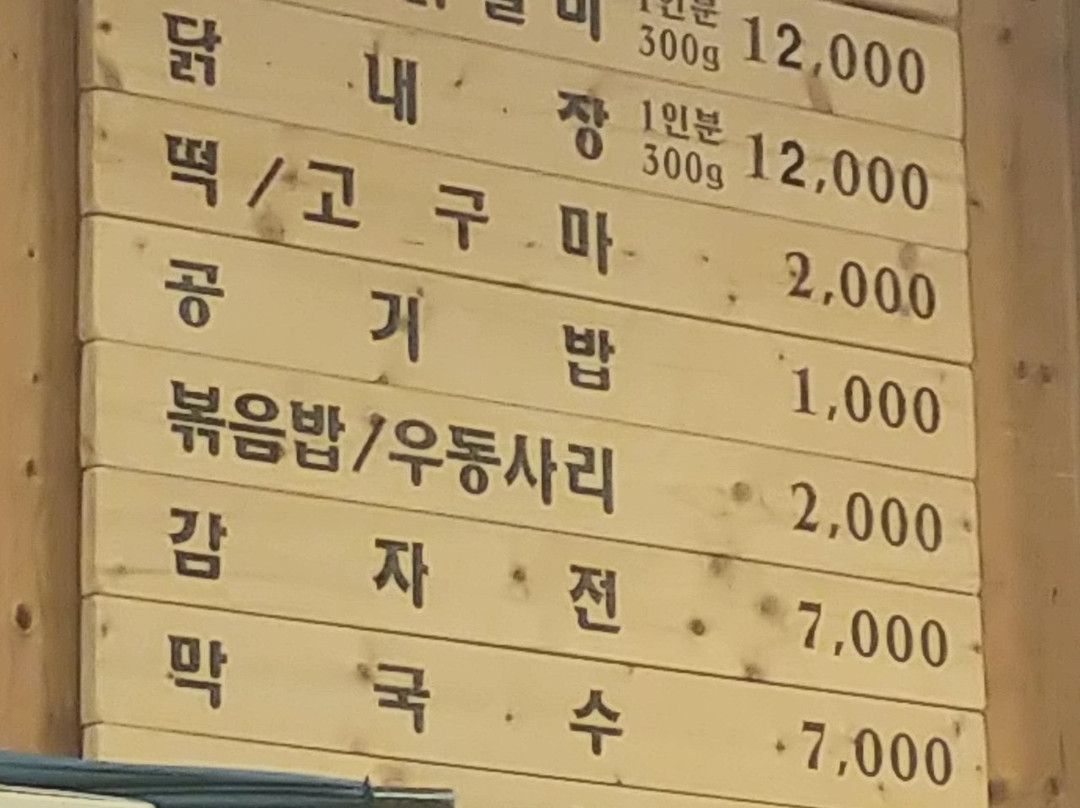 1인분 300g 12,000
닭내장 1인분 300g 12,000
떡/고구마 2,000
공기밥 1,000
볶음밥/우동사리 2,000
감자전 7,000
막국수 7,000